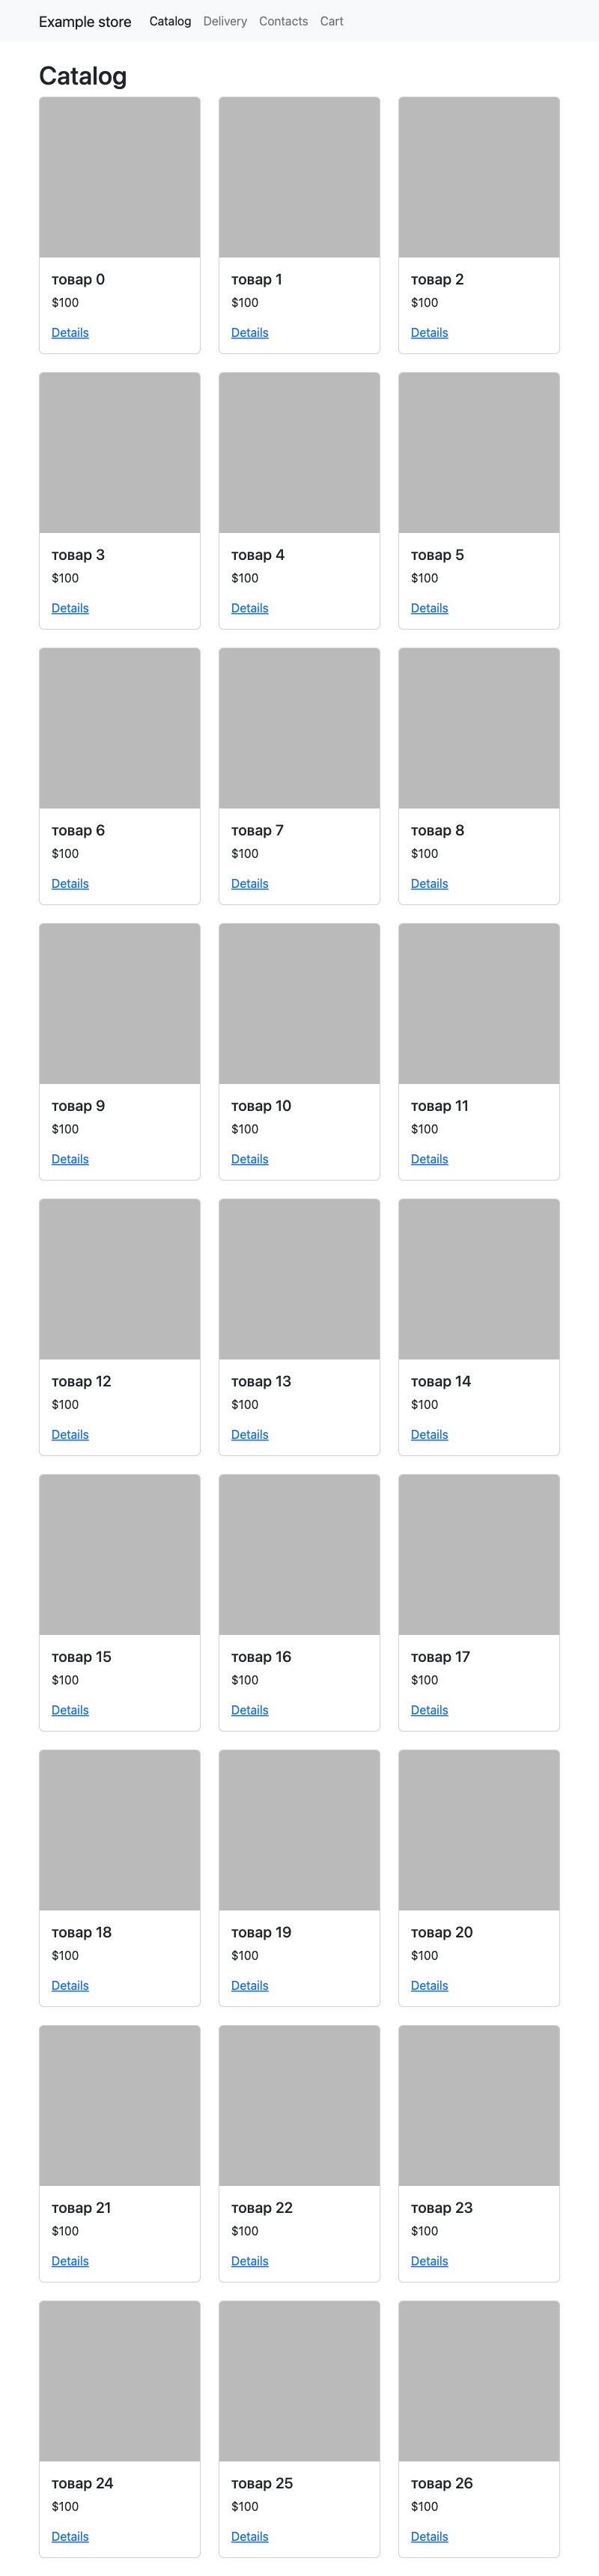 Example store Catalog Delivery Contacts Cart
Catalog
товар 0
$100
Details
товар 1
$100
Details
товар 2
$100
Details
товар 3
$100
Details
товар 4
$100
Details
товар 5
$100
Details
товар 6
$100
Details
товар 7
$100
Details
товар 8
$100
Details
товар 9
$100
Details
товар 10
$100
Details
товар 11
$100
Details
товар 12
$100
Details
товар 13
$100
Details
товар 14
$100
Details
товар 15
$100
Details
товар 16
$100
Details
товар 17
$100
Details
товар 18
$100
Details
товар 19
$100
Details
товар 20
$100
Details
товар 21
$100
Details
товар 22
$100
Details
товар 23
$100
Details
товар 24
$100
Details
товар 25
$100
Details
товар 26
$100
Details